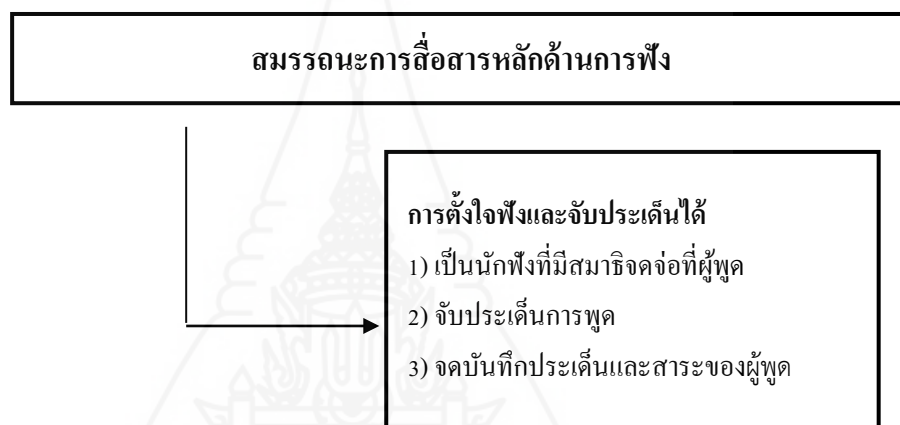 สมรรถนะการสื่อสารหลักด้านการฟัง
การตั้งใจฟังและจับประเด็นได้
1) เป็นนักฟังที่มีสมาธิจดจ่อที่ผู้พูด
2) จับประเด็นการพูด
3) จดบันทึกประเด็นและสาระของผู้พูด